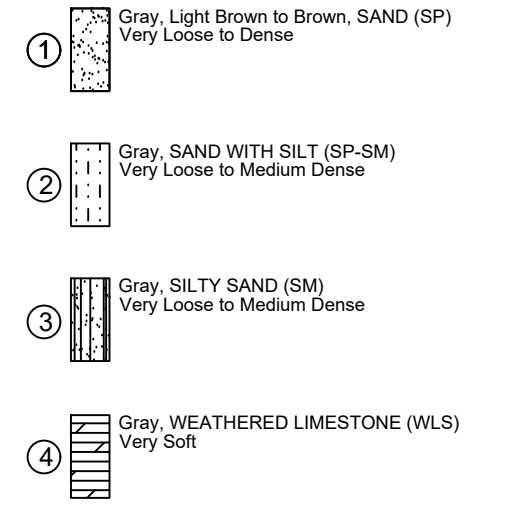 1
Gray, Light Brown to Brown, SAND (SP)
Very Loose to Dense
2
Gray, SAND WITH SILT (SP-SM)
Very Loose to Medium Dense
3
Gray, SILTY SAND (SM)
Very Loose to Medium Dense
4
Gray, WEATHERED LIMESTONE (WLS)
Very Soft